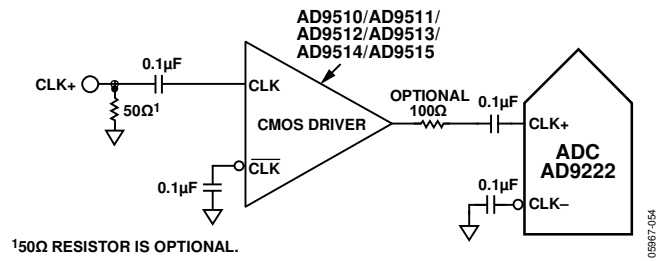 AD9510/AD9511/
AD9512/AD9513/
AD9514/AD9515
CLK+
0.1µF
50Ω¹
CLK
CMOS DRIVER
C̅L̅K̅
0.1µF
OPTIONAL
100Ω
0.1µF
CLK+
ADC
AD9222
0.1µF
CLK–
¹50Ω RESISTOR IS OPTIONAL.
05967-054